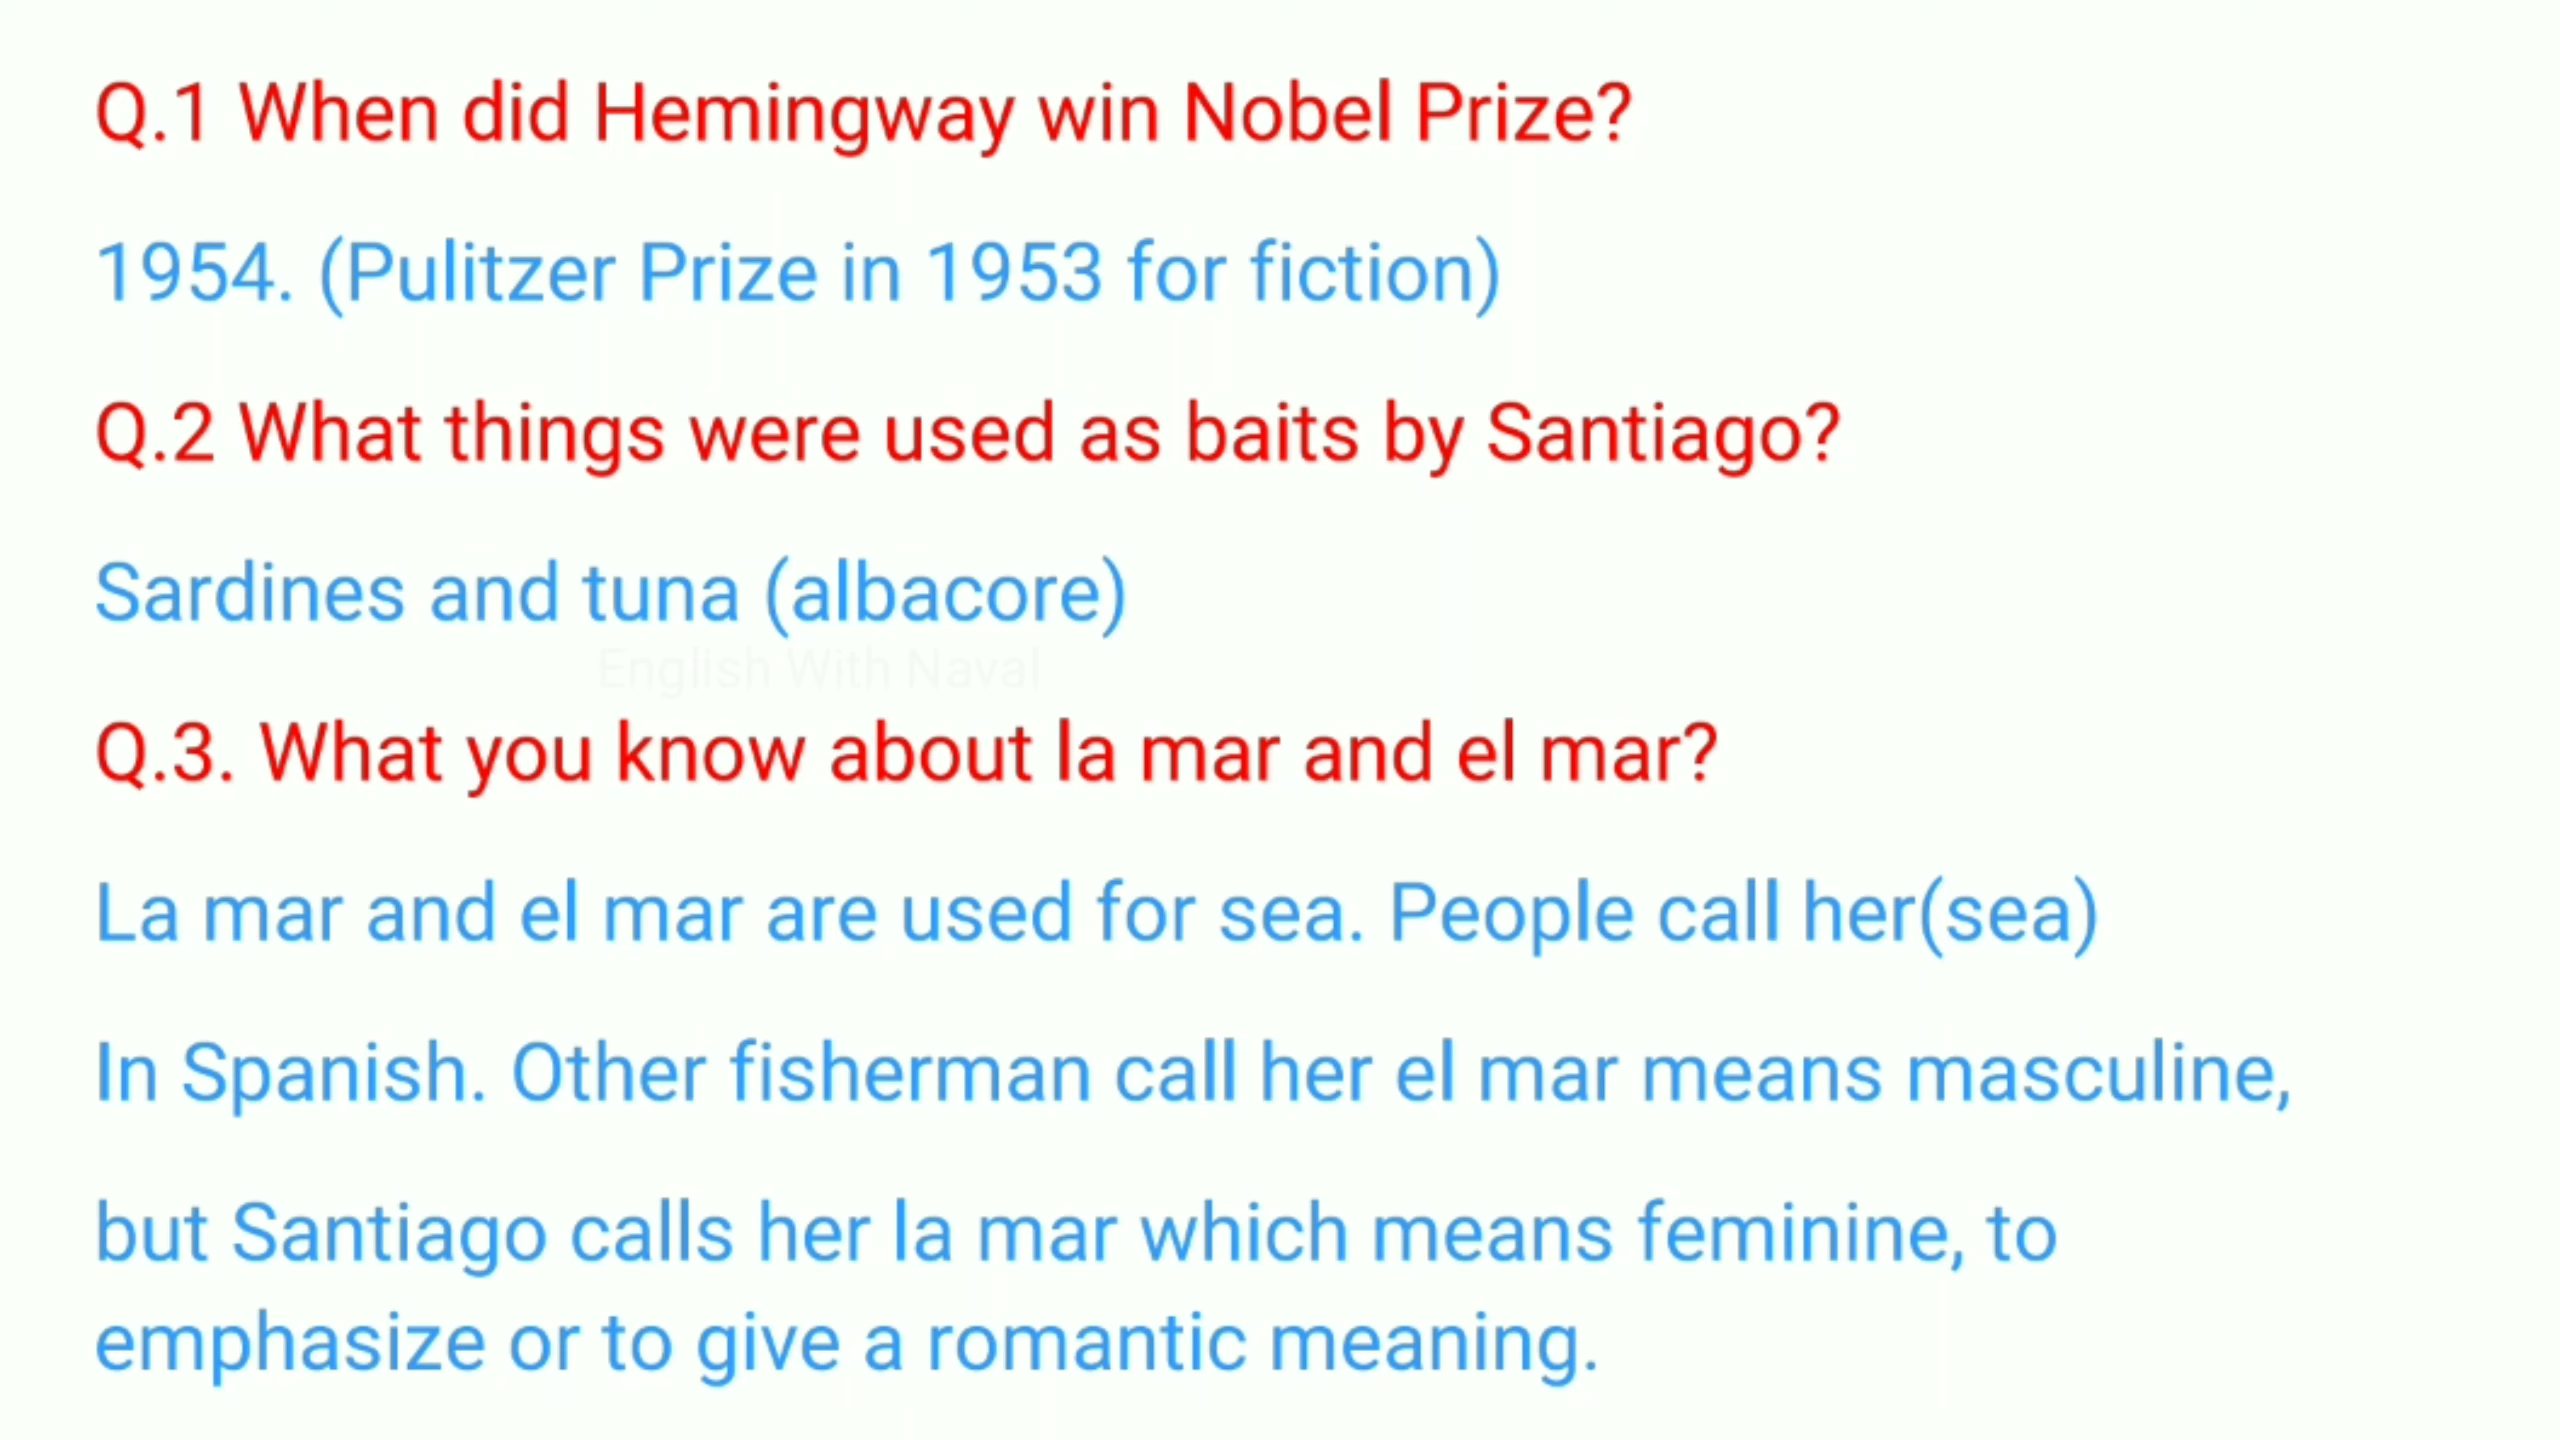 Q.1 When did Hemingway win Nobel Prize?
1954. (Pulitzer Prize in 1953 for fiction)
Q.2 What things were used as baits by Santiago?
Sardines and tuna (albacore)
English With Naval
Q.3. What you know about la mar and el mar?
La mar and el mar are used for sea. People call her(sea)
In Spanish. Other fisherman call her el mar means masculine,
but Santiago calls her la mar which means feminine, to
emphasize or to give a romantic meaning.